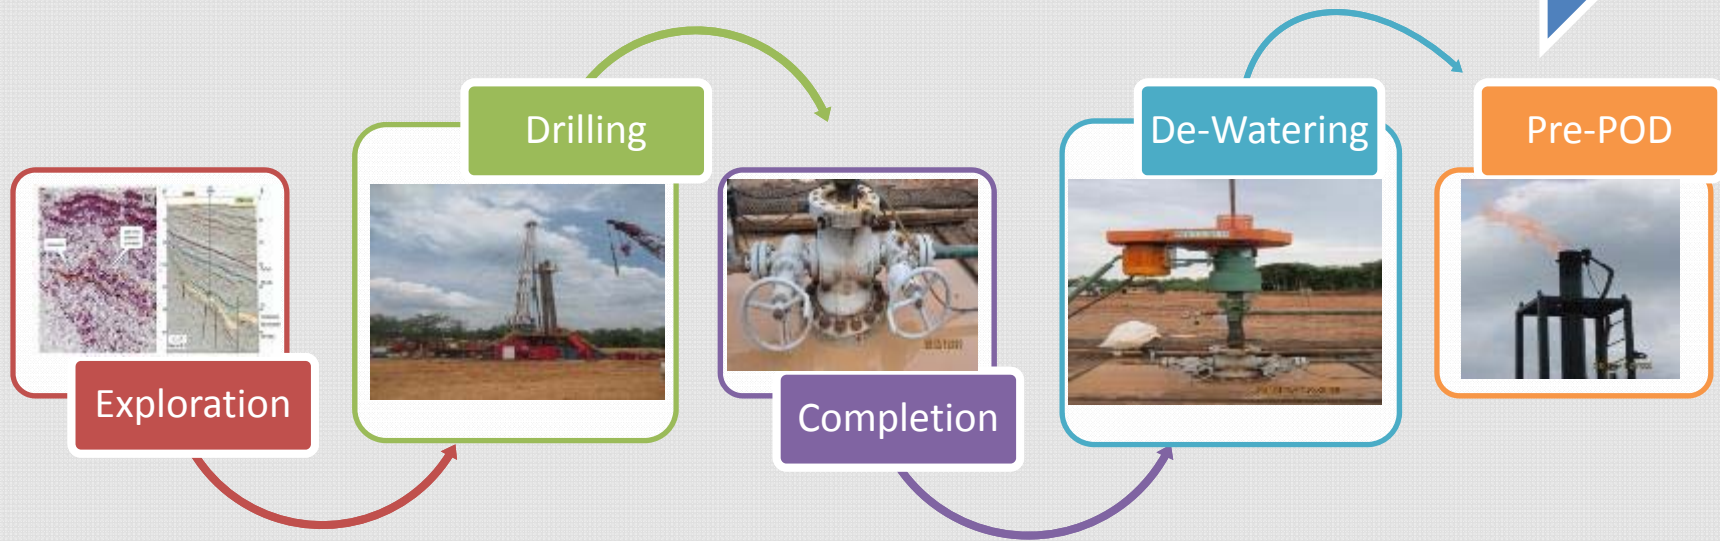 Exploration
Drilling
Completion
De-Watering
Pre-POD